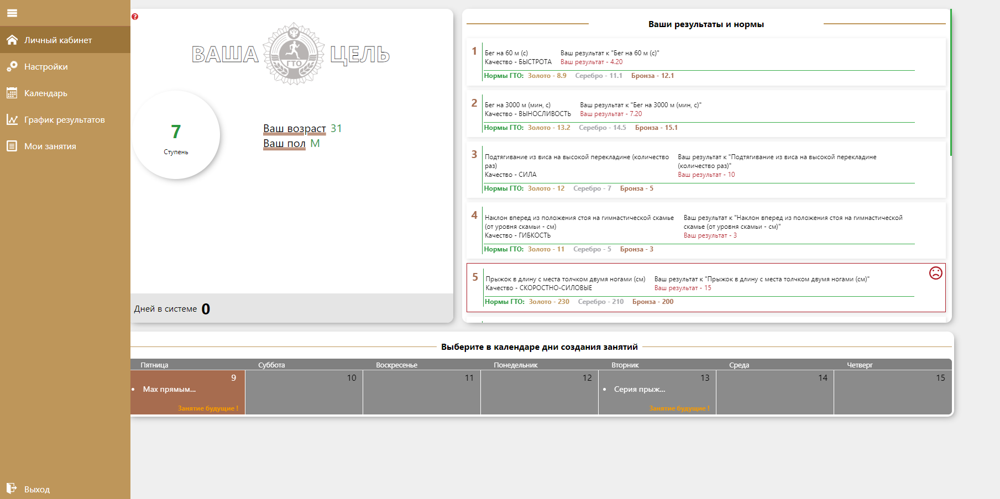 Личный кабинет
Настройки
Календарь
График результатов
Мои занятия
Выход
?
ВАША
ГТО
ЦЕЛЬ
7
Ступень
Ваш возраст 31
Ваш пол М
Дней в системе 0
Ваши результаты и нормы
1
Бег на 60 м (с)
Качество - БЫСТРОТА
Ваш результат к "Бег на 60 м (с)"
Ваш результат - 4.20
Нормы ГТО: Золото - 8.9 Серебро - 11.1 Бронза - 12.1
2
Бег на 3000 м (мин, с)
Качество - ВЫНОСЛИВОСТЬ
Ваш результат к "Бег на 3000 м (мин, с)"
Ваш результат - 7.20
Нормы ГТО: Золото - 13.2 Серебро - 14.5 Бронза - 15.1
3
Подтягивание из виса на высокой перекладине (количество
раз)
Качество - СИЛА
Ваш результат к "Подтягивание из виса на высокой перекладине
(количество раз)"
Ваш результат - 10
Нормы ГТО: Золото - 12 Серебро - 7 Бронза - 5
4
Наклон вперед из положения стоя на гимнастической скамье
(от уровня скамьи - см)
Качество - ГИБКОСТЬ
Ваш результат к "Наклон вперед из положения стоя на гимнастической
скамье (от уровня скамьи - см)"
Ваш результат - 3
Нормы ГТО: Золото - 11 Серебро - 5 Бронза - 3
5
Прыжок в длину с места толчком двумя ногами (см)
Качество - СКОРОСТНО-СИЛОВЫЕ
Ваш результат к "Прыжок в длину с места толчком двумя ногами (см)"
Ваш результат - 15
Нормы ГТО: Золото - 230 Серебро - 210 Бронза - 200
Выберите в календаре дни создания занятий
Пятница Суббота Воскресенье Понедельник Вторник Среда Четверг
9 10 11 12 13 14 15
• Мах прямым... • Серия прыж...
Занятие будущие ! Занятие будущие !